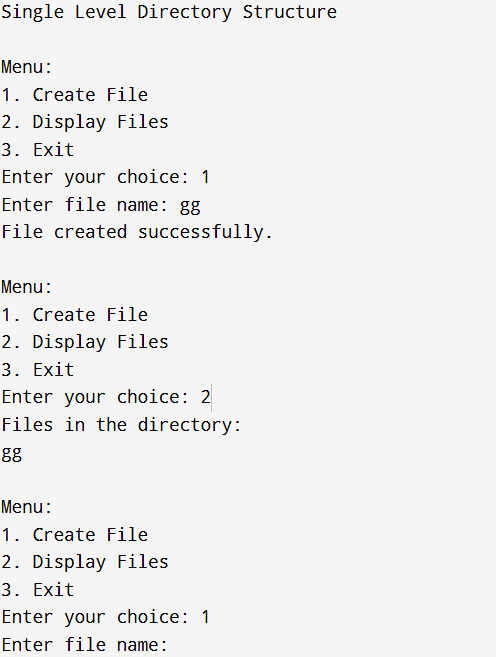 Single Level Directory Structure
Menu:
1. Create File
2. Display Files
3. Exit
Enter your choice: 1
Enter file name: gg
File created successfully.
Menu:
1. Create File
2. Display Files
3. Exit
Enter your choice: 2
Files in the directory:
gg
Menu:
1. Create File
2. Display Files
3. Exit
Enter your choice: 1
Enter file name: